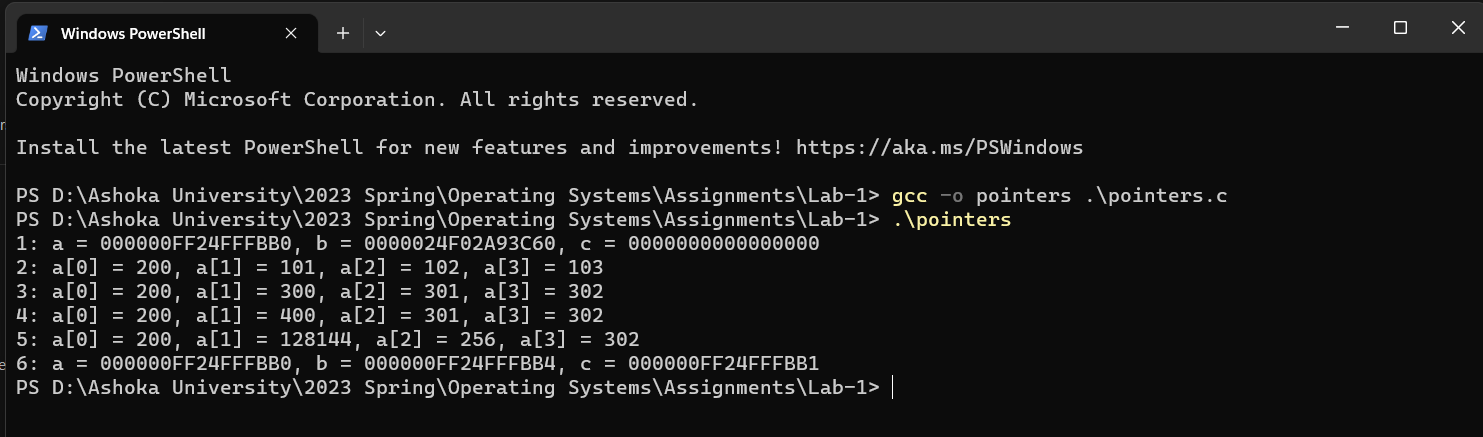 Windows PowerShell
Windows PowerShell
Copyright (C) Microsoft Corporation. All rights reserved.
Install the latest PowerShell for new features and improvements! https://aka.ms/PSWindows
PS D:\Ashoka University\2023 Spring\Operating Systems\Assignments\Lab-1> gcc -o pointers .\pointers.c
PS D:\Ashoka University\2023 Spring\Operating Systems\Assignments\Lab-1> .\pointers
1: a = 000000FF24FFFBB0, b = 0000024F02A93C60, c = 0000000000000000
2: a[0] = 200, a[1] = 101, a[2] = 102, a[3] = 103
3: a[0] = 200, a[1] = 300, a[2] = 301, a[3] = 302
4: a[0] = 200, a[1] = 400, a[2] = 301, a[3] = 302
5: a[0] = 200, a[1] = 128144, a[2] = 256, a[3] = 302
6: a = 000000FF24FFFBB0, b = 000000FF24FFFBB4, c = 000000FF24FFFBB1
PS D:\Ashoka University\2023 Spring\Operating Systems\Assignments\Lab-1>